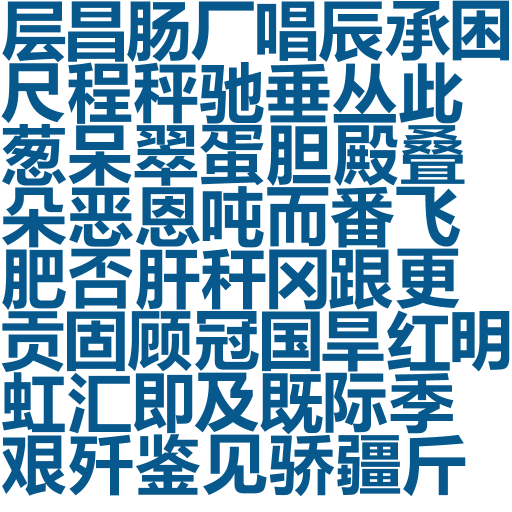 层昌肠厂唱辰承困
尺程秤驰垂丛此
葱呆翠蛋胆殿叠
朵恶恩吨而番飞
肥否肝秆冈跟更
贡固顾冠国旱红明
虹汇即及既际季
艰歼鉴见骄疆斤